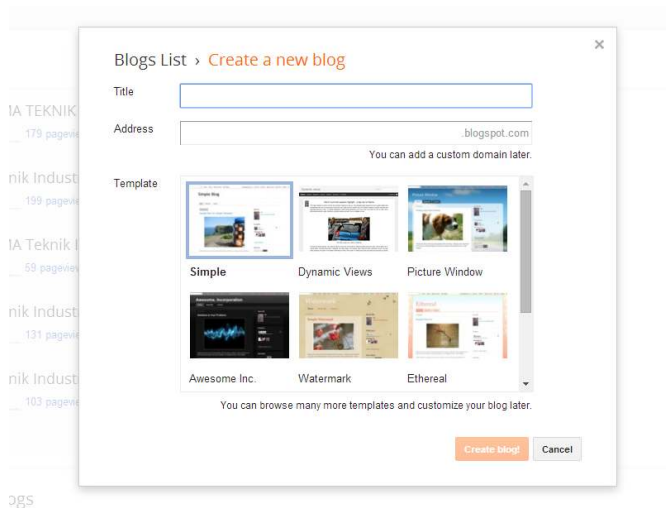 Blogs List › Create a new blog
×
Title
Address
.blogspot.com
You can add a custom domain later.
Template
Simple
Dynamic Views
Picture Window
Awesome Inc.
Watermark
Ethereal
You can browse many more templates and customize your blog later.
Create blog!
Cancel
IA TEKNIK
179 pagevie
nik Indust
199 pagevie
IA Teknik
59 pageview
nik Indust
131 pagevie
nik Indust
103 pagevie
ogs